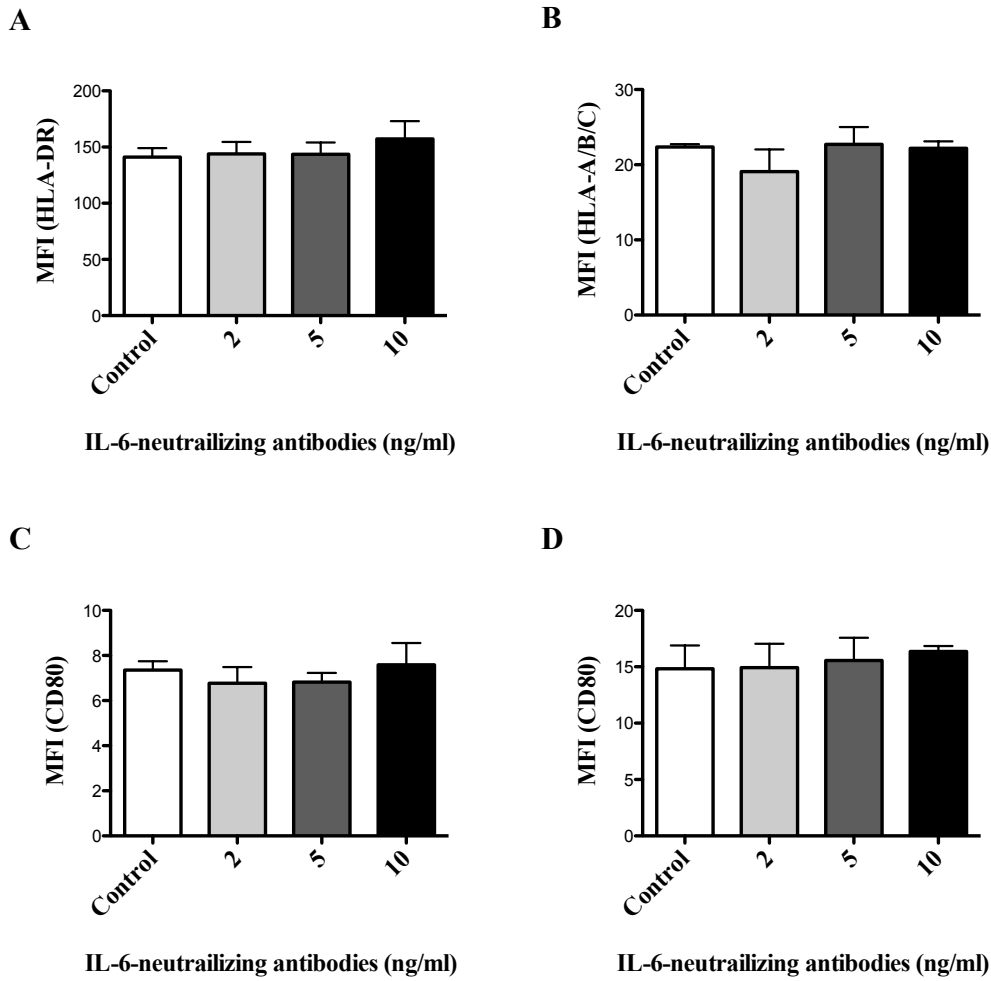 A
MFI (HLA-DR)
200
150
100
50
0
Control
2
5
10
IL-6-neutrailizing antibodies (ng/ml)
B
MFI (HLA-A/B/C)
30
20
10
0
Control
2
5
10
IL-6-neutrailizing antibodies (ng/ml)
C
MFI (CD80)
10
8
6
4
2
0
Control
2
5
10
IL-6-neutrailizing antibodies (ng/ml)
D
MFI (CD80)
20
15
10
5
0
Control
2
5
10
IL-6-neutrailizing antibodies (ng/ml)